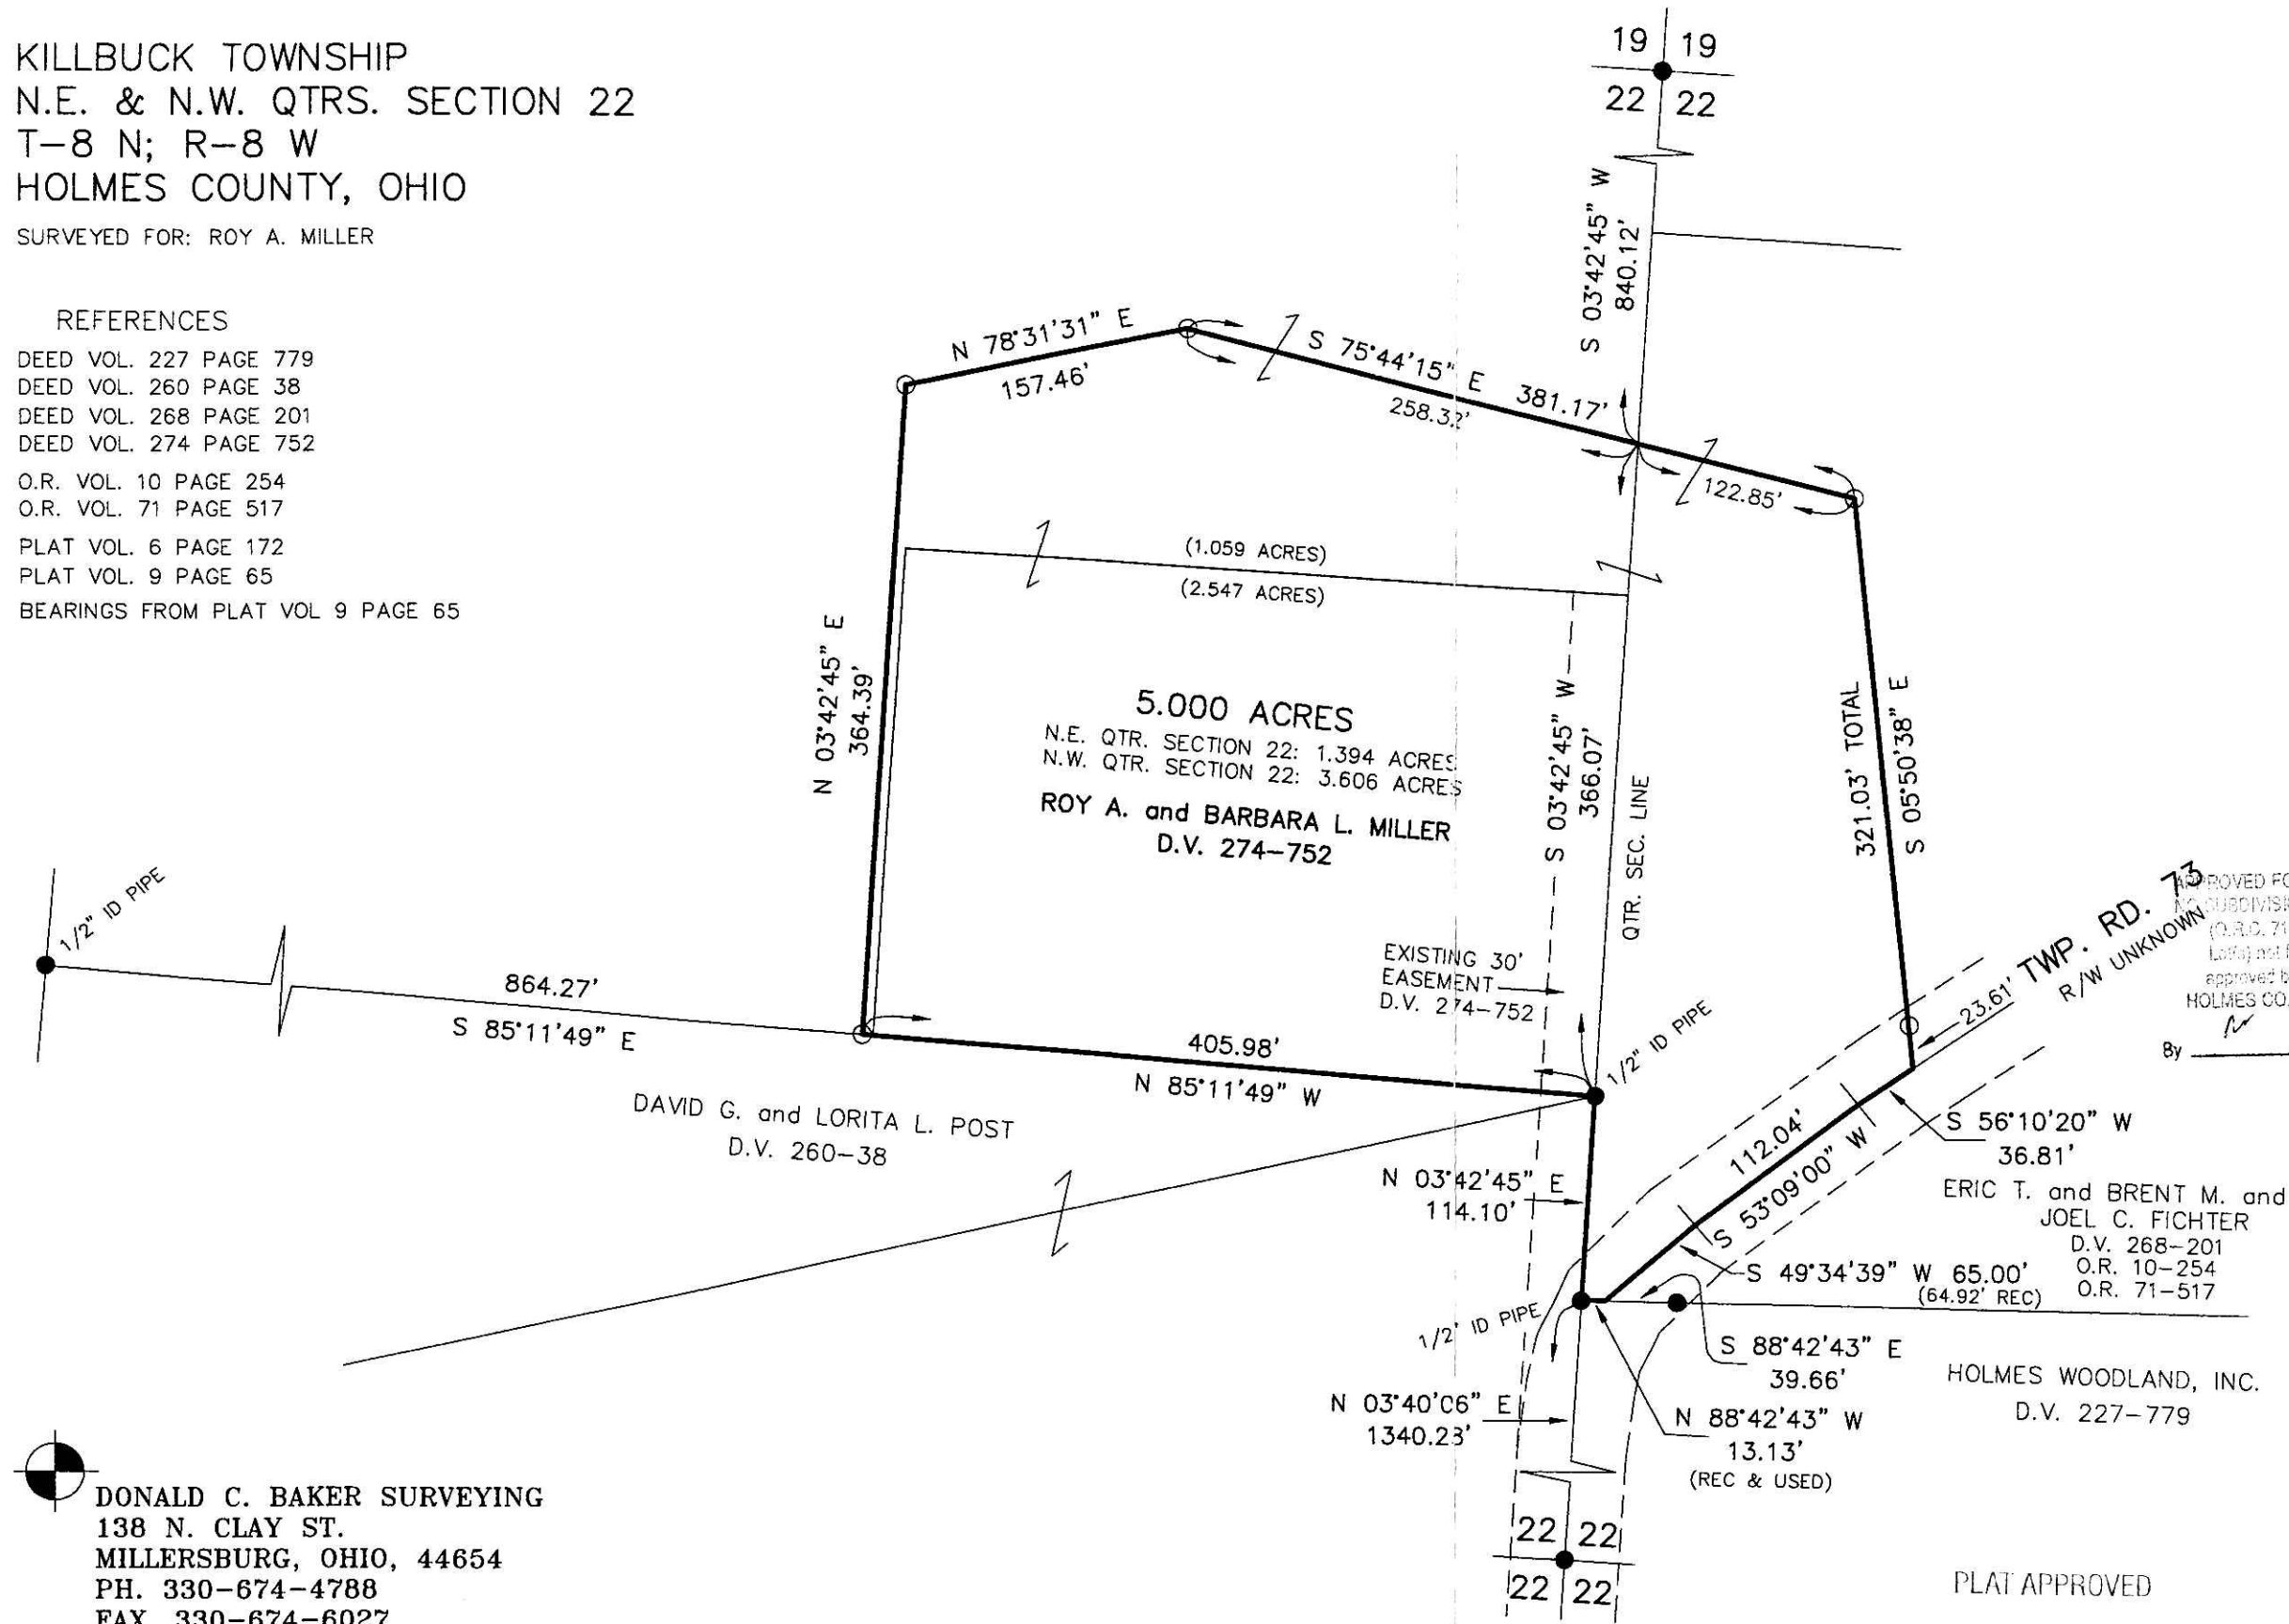 KILLBUCK TOWNSHIP
N.E. & N.W. QTRS. SECTION 22
T-8 N; R-8 W
HOLMES COUNTY, OHIO
SURVEYED FOR: ROY A. MILLER
REFERENCES
DEED VOL. 227 PAGE 779
DEED VOL. 260 PAGE 38
DEED VOL. 268 PAGE 201
DEED VOL. 274 PAGE 752
O.R. VOL. 10 PAGE 254
O.R. VOL. 71 PAGE 517
PLAT VOL. 6 PAGE 172
PLAT VOL. 9 PAGE 65
BEARINGS FROM PLAT VOL 9 PAGE 65
19 19
22 22
S 03°42'45" W
840.12'
N 78°31'31" E
157.46'
S 75°44'15" E 381.17'
258.32'
122.85'
(1.059 ACRES)
(2.547 ACRES)
N 03°42'45" E
364.39'
5.000 ACRES
N.E. QTR. SECTION 22: 1.394 ACRES
N.W. QTR. SECTION 22: 3.606 ACRES
ROY A. and BARBARA L. MILLER
D.V. 274-752
S 03°42'45" W
366.07'
QTR. SEC. LINE
321.03' TOTAL
S 05°50'38" E
EXISTING 30'
EASEMENT
D.V. 274-752
1/2" ID PIPE
864.27'
S 85°11'49" E
405.98'
N 85°11'49" W
1/2" ID PIPE
DAVID G. and LORITA L. POST
D.V. 260-38
23.61'
TWP. RD. 73
R/W UNKNOWN
APPROVED
approved
HOLMES CO.
By
S 56°10'20" W
36.81'
112.04'
S 53°09'00" W
N 03°42'45" E
114.10'
ERIC T. and BRENT M. and
JOEL C. FICHTER
D.V. 268-201
O.R. 10-254
O.R. 71-517
S 49°34'39" W 65.00'
(64.92' REC)
1/2' ID PIPE
S 88°42'43" E
39.66'
N 88°42'43" W
13.13'
(REC & USED)
HOLMES WOODLAND, INC.
D.V. 227-779
N 03°40'06" E
1340.23'
22 22
22 22
DONALD C. BAKER SURVEYING
138 N. CLAY ST.
MILLERSBURG, OHIO, 44654
PH. 330-674-4788
FAX 330-674-6027
PLAT APPROVED